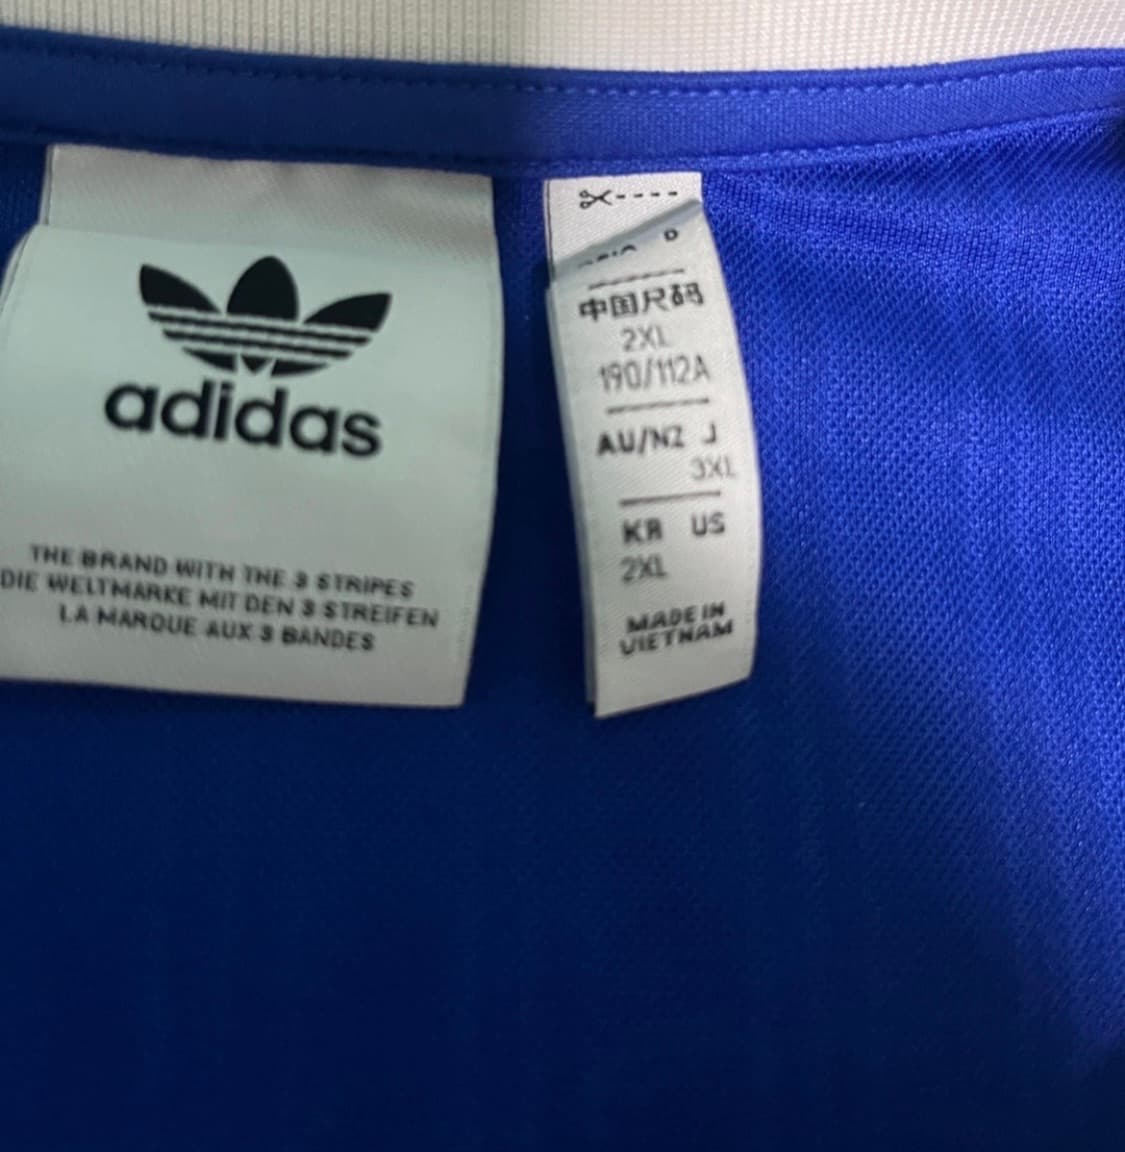 adidas
THE BRAND WITH THE 3 STRIPES
DIE WELTMARKE MIT DEN 3 STREIFEN
LA MARQUE AUX 3 BANDES
中国尺码
2XL
190/112A
AU/NZ J
3XL
KR US
2XL
MADE IN
VIETNAM